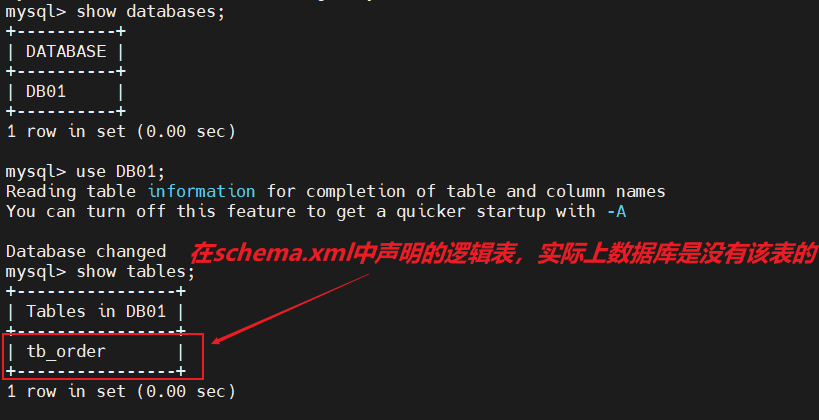 mysql> show databases;
+----------+
| DATABASE |
+----------+
| DB01     |
+----------+
1 row in set (0.00 sec)
mysql> use DB01;
Reading table information for completion of table and column names
You can turn off this feature to get a quicker startup with -A
Database changed
在schema.xml中声明的逻辑表，实际上数据库是没有该表的
mysql> show tables;
+----------------+
| Tables in DB01 |
+----------------+
| tb_order       |
+----------------+
1 row in set (0.00 sec)